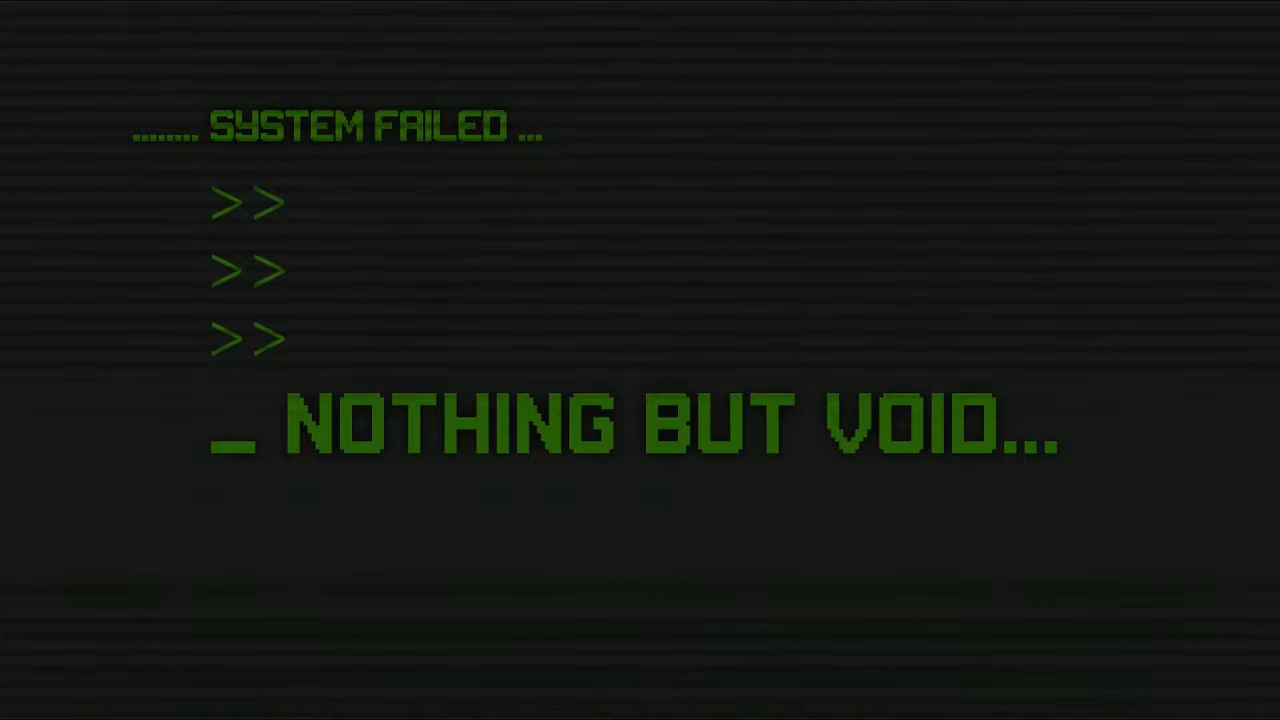 ........ SYSTEM FAILED ...
>>
>>
>>
_ NOTHING BUT VOID...